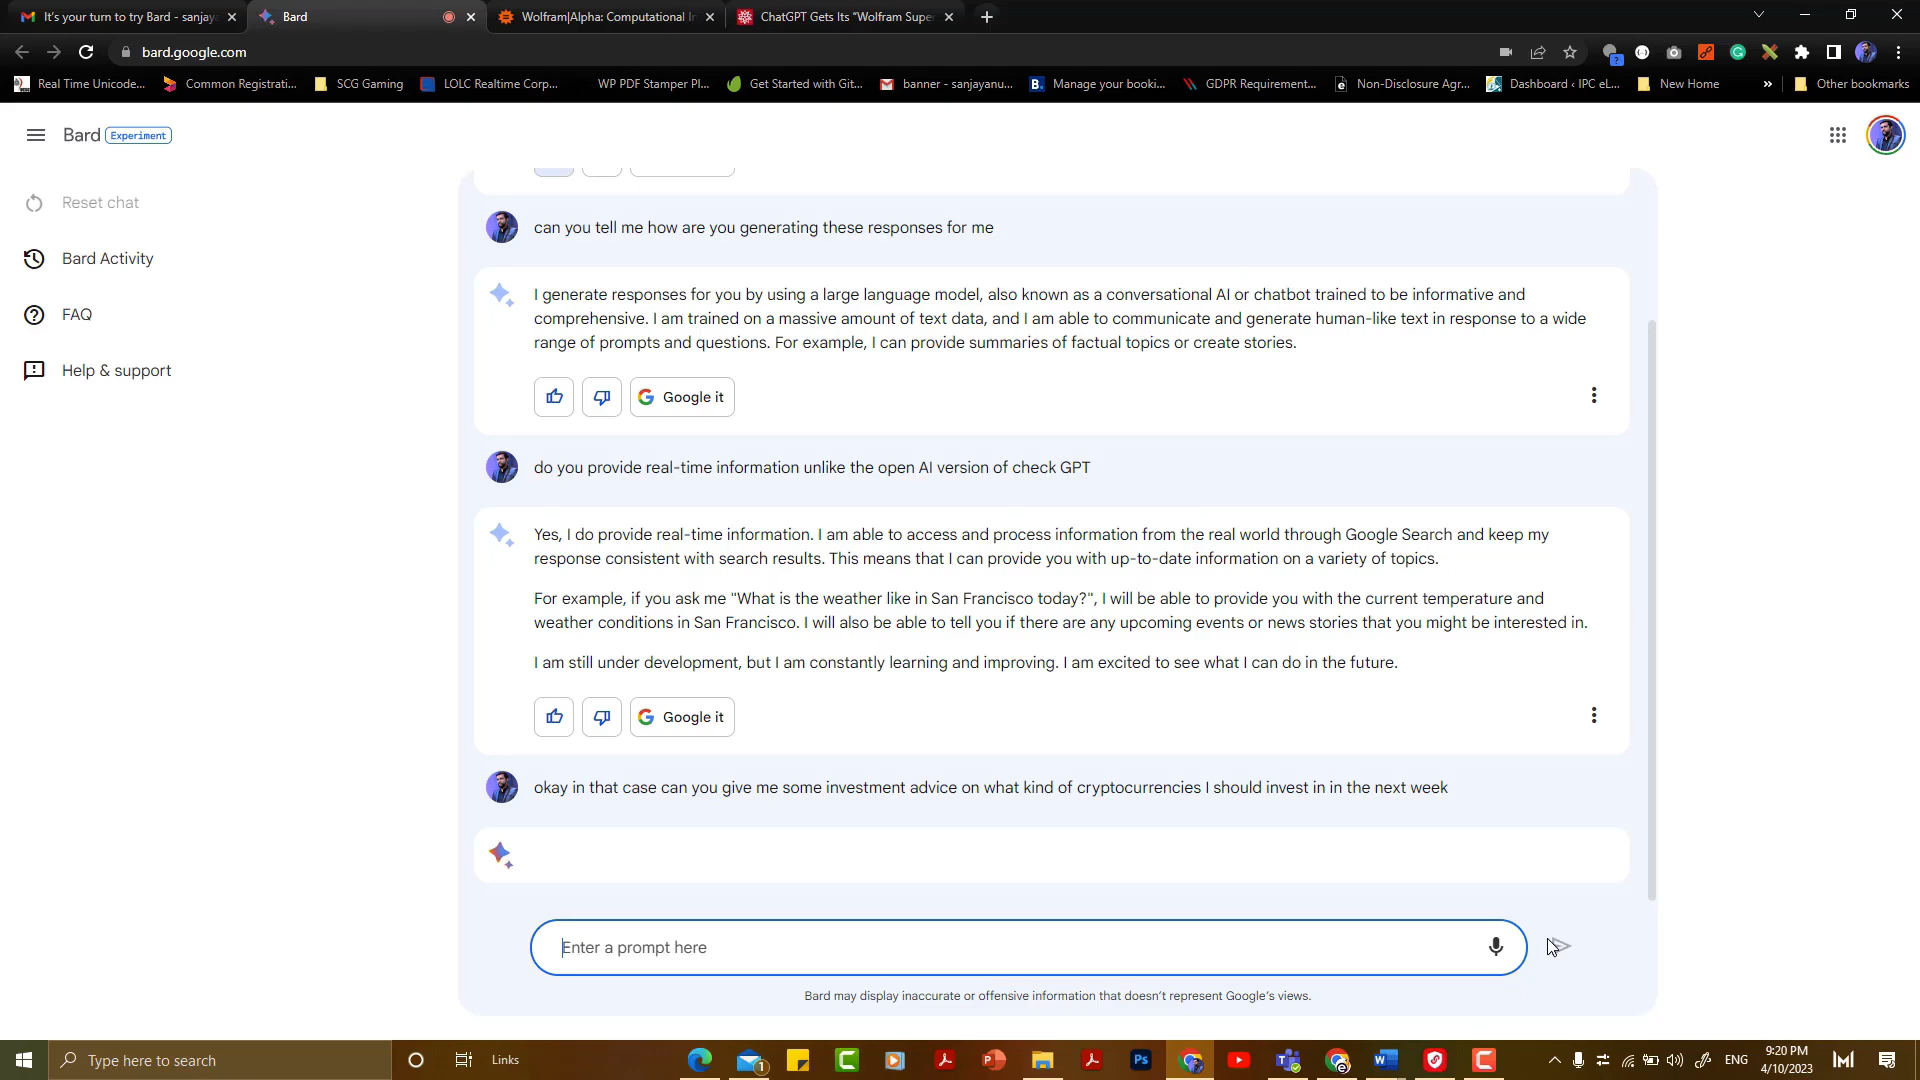 It's your turn to try Bard - sanjaya
Bard
Wolfram|Alpha: Computational In
ChatGPT Gets Its "Wolfram Super
bard.google.com
Real Time Unicode...
Common Registrati...
SCG Gaming
LOLC Realtime Corp...
WP PDF Stamper Pl...
Get Started with Git...
banner - sanjayanu...
Manage your booki...
GDPR Requirement...
Non-Disclosure Agr...
Dashboard ‹ IPC eL...
New Home
»
Other bookmarks
Bard Experiment
Reset chat
Bard Activity
FAQ
Help & support
can you tell me how are you generating these responses for me
I generate responses for you by using a large language model, also known as a conversational AI or chatbot trained to be informative and
comprehensive. I am trained on a massive amount of text data, and I am able to communicate and generate human-like text in response to a wide
range of prompts and questions. For example, I can provide summaries of factual topics or create stories.
Google it
do you provide real-time information unlike the open AI version of check GPT
Yes, I do provide real-time information. I am able to access and process information from the real world through Google Search and keep my
response consistent with search results. This means that I can provide you with up-to-date information on a variety of topics.
For example, if you ask me "What is the weather like in San Francisco today?", I will be able to provide you with the current temperature and
weather conditions in San Francisco. I will also be able to tell you if there are any upcoming events or news stories that you might be interested in.
I am still under development, but I am constantly learning and improving. I am excited to see what I can do in the future.
Google it
okay in that case can you give me some investment advice on what kind of cryptocurrencies I should invest in in the next week
Enter a prompt here
Bard may display inaccurate or offensive information that doesn't represent Google's views.
Type here to search
Links
1
Ps
ENG
9:20 PM
4/10/2023